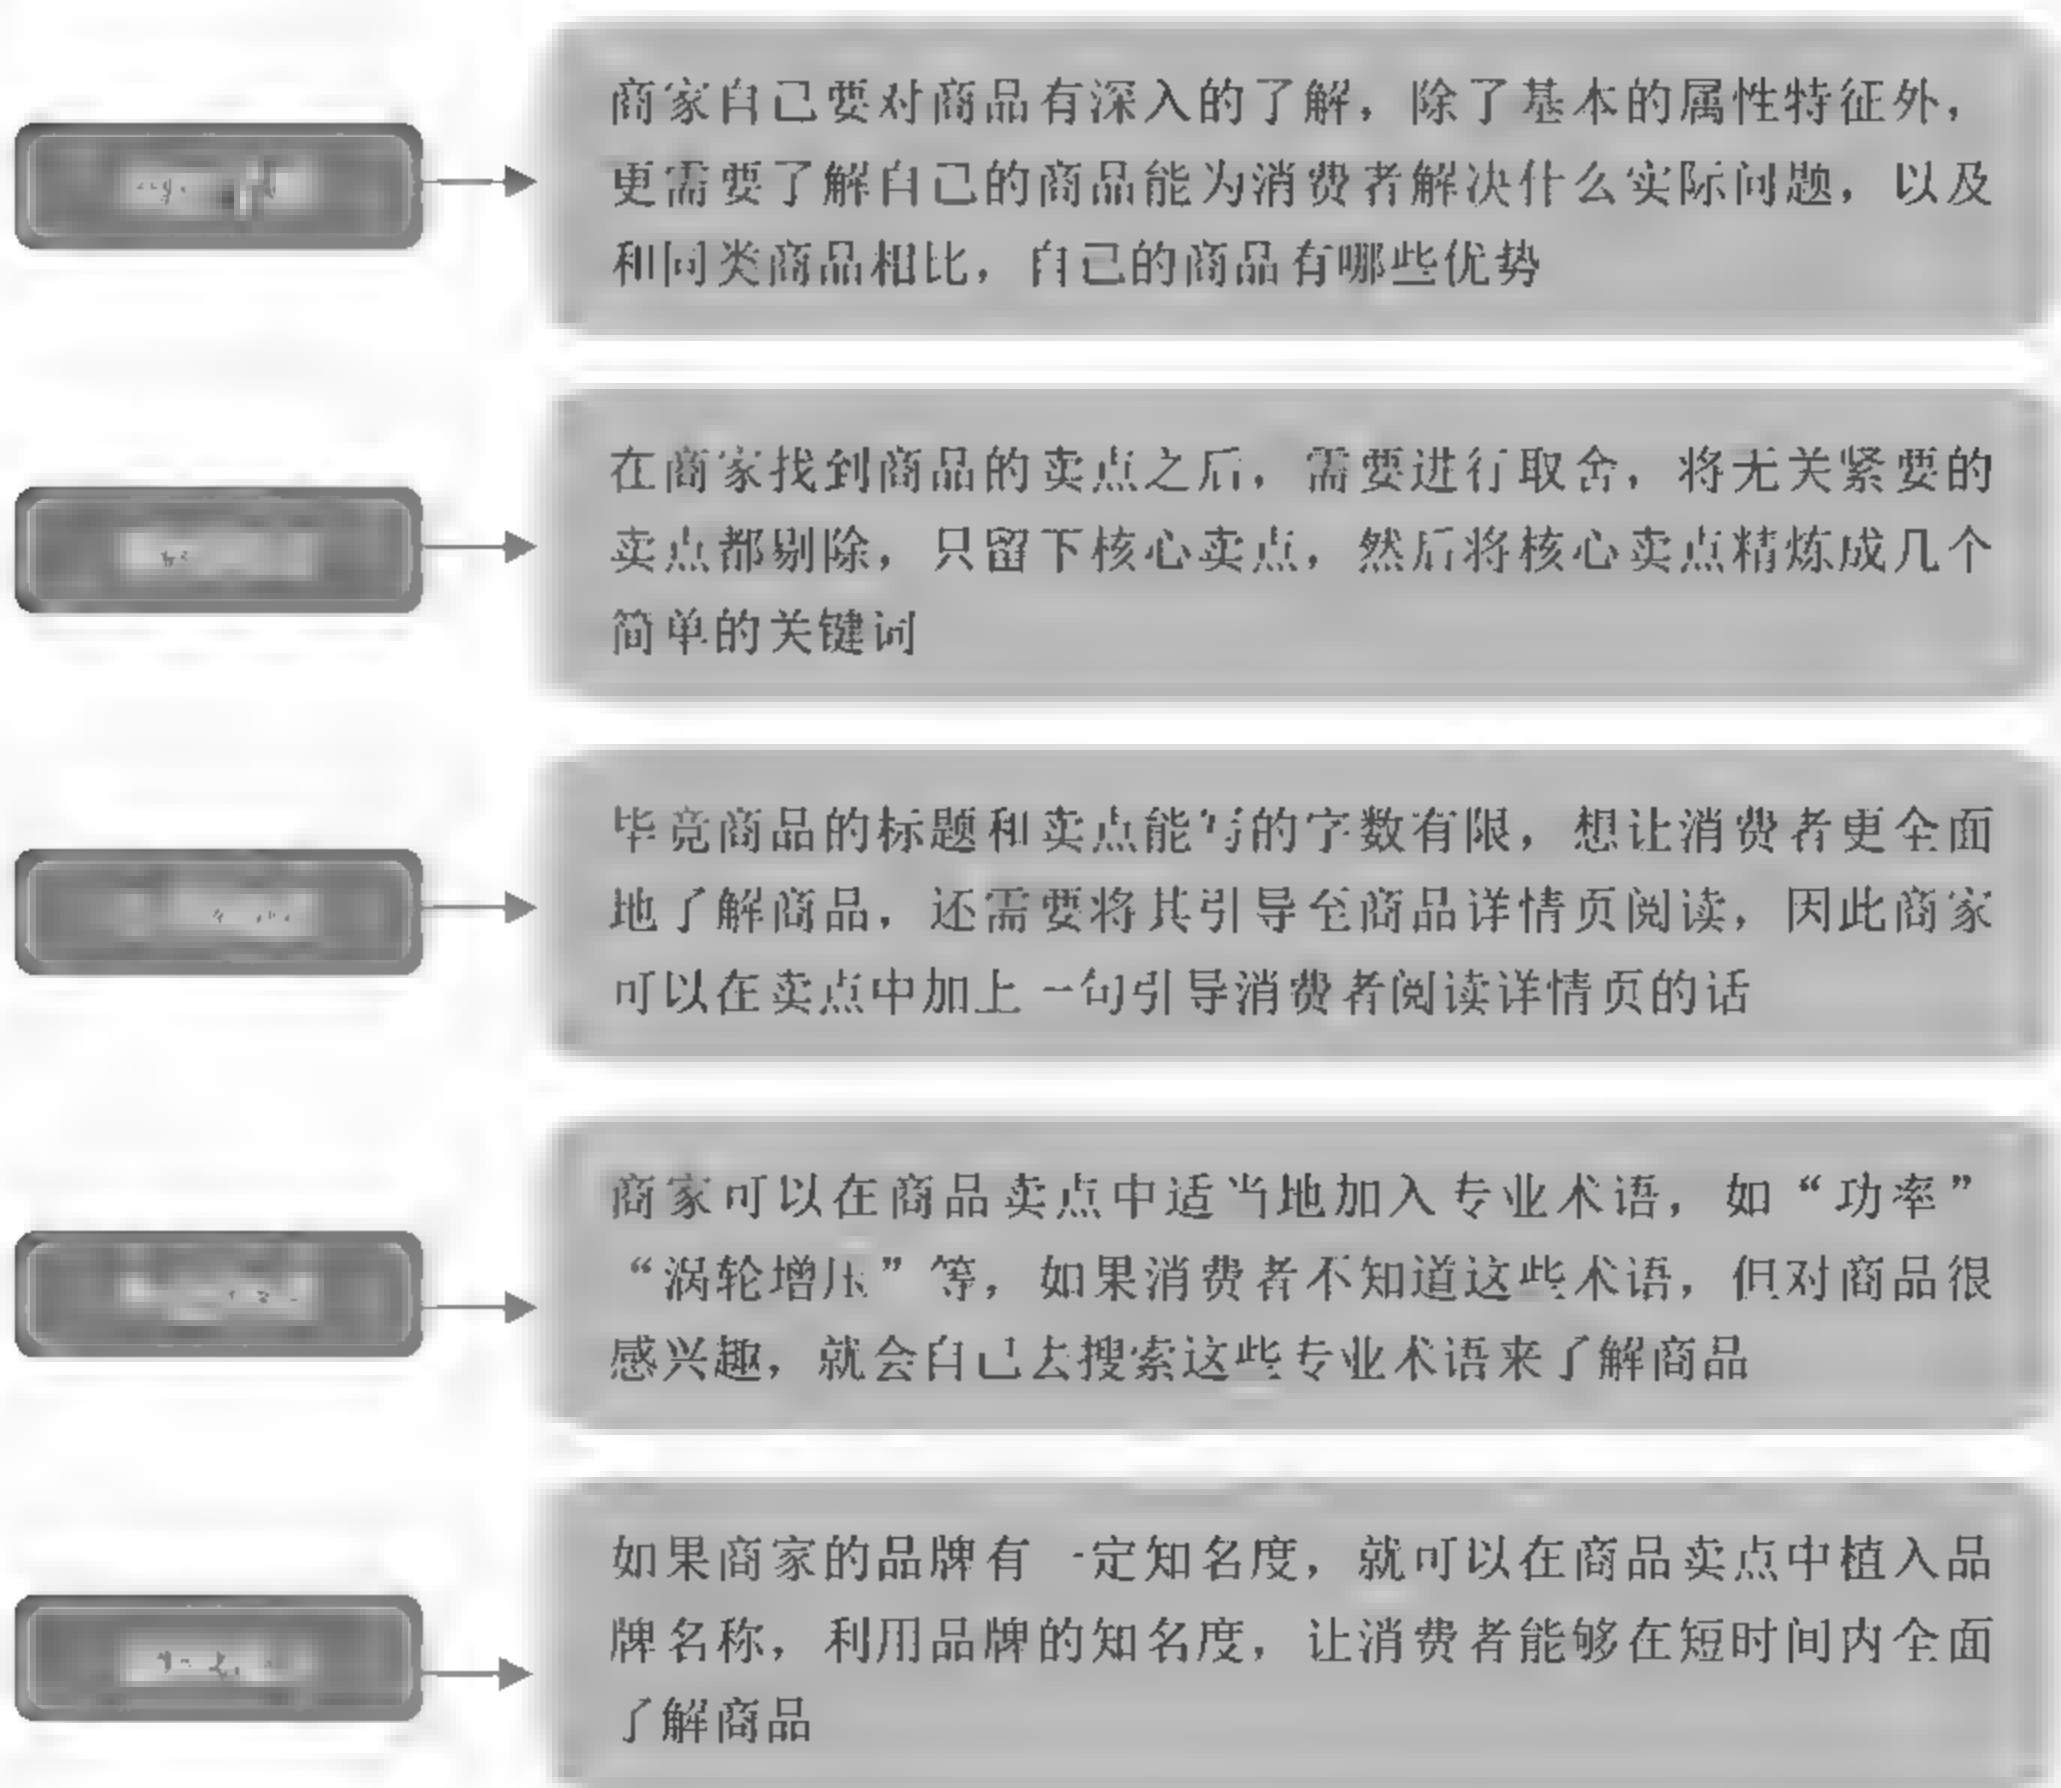 商家自己要对商品有深入的了解，除了基本的属性特征外，
更需要了解自己的商品能为消费者解决什么实际问题，以及
和同类商品相比，自己的商品有哪些优势
在商家找到商品的卖点之后，需要进行取舍，将无关紧要的
卖点都剔除，只留下核心卖点，然后将核心卖点精炼成几个
简单的关键词
毕竟商品的标题和卖点能写的字数有限，想让消费者更全面
地了解商品，还需要将其引导至商品详情页阅读，因此商家
可以在卖点中加上一句引导消费者阅读详情页的话
商家可以在商品卖点中适当地加入专业术语，如“功率”
“涡轮增压”等，如果消费者不知道这些术语，但对商品很
感兴趣，就会自己去搜索这些专业术语来了解商品
如果商家的品牌有一定知名度，就可以在商品卖点中植入品
牌名称，利用品牌的知名度，让消费者能够在短时间内全面
了解商品